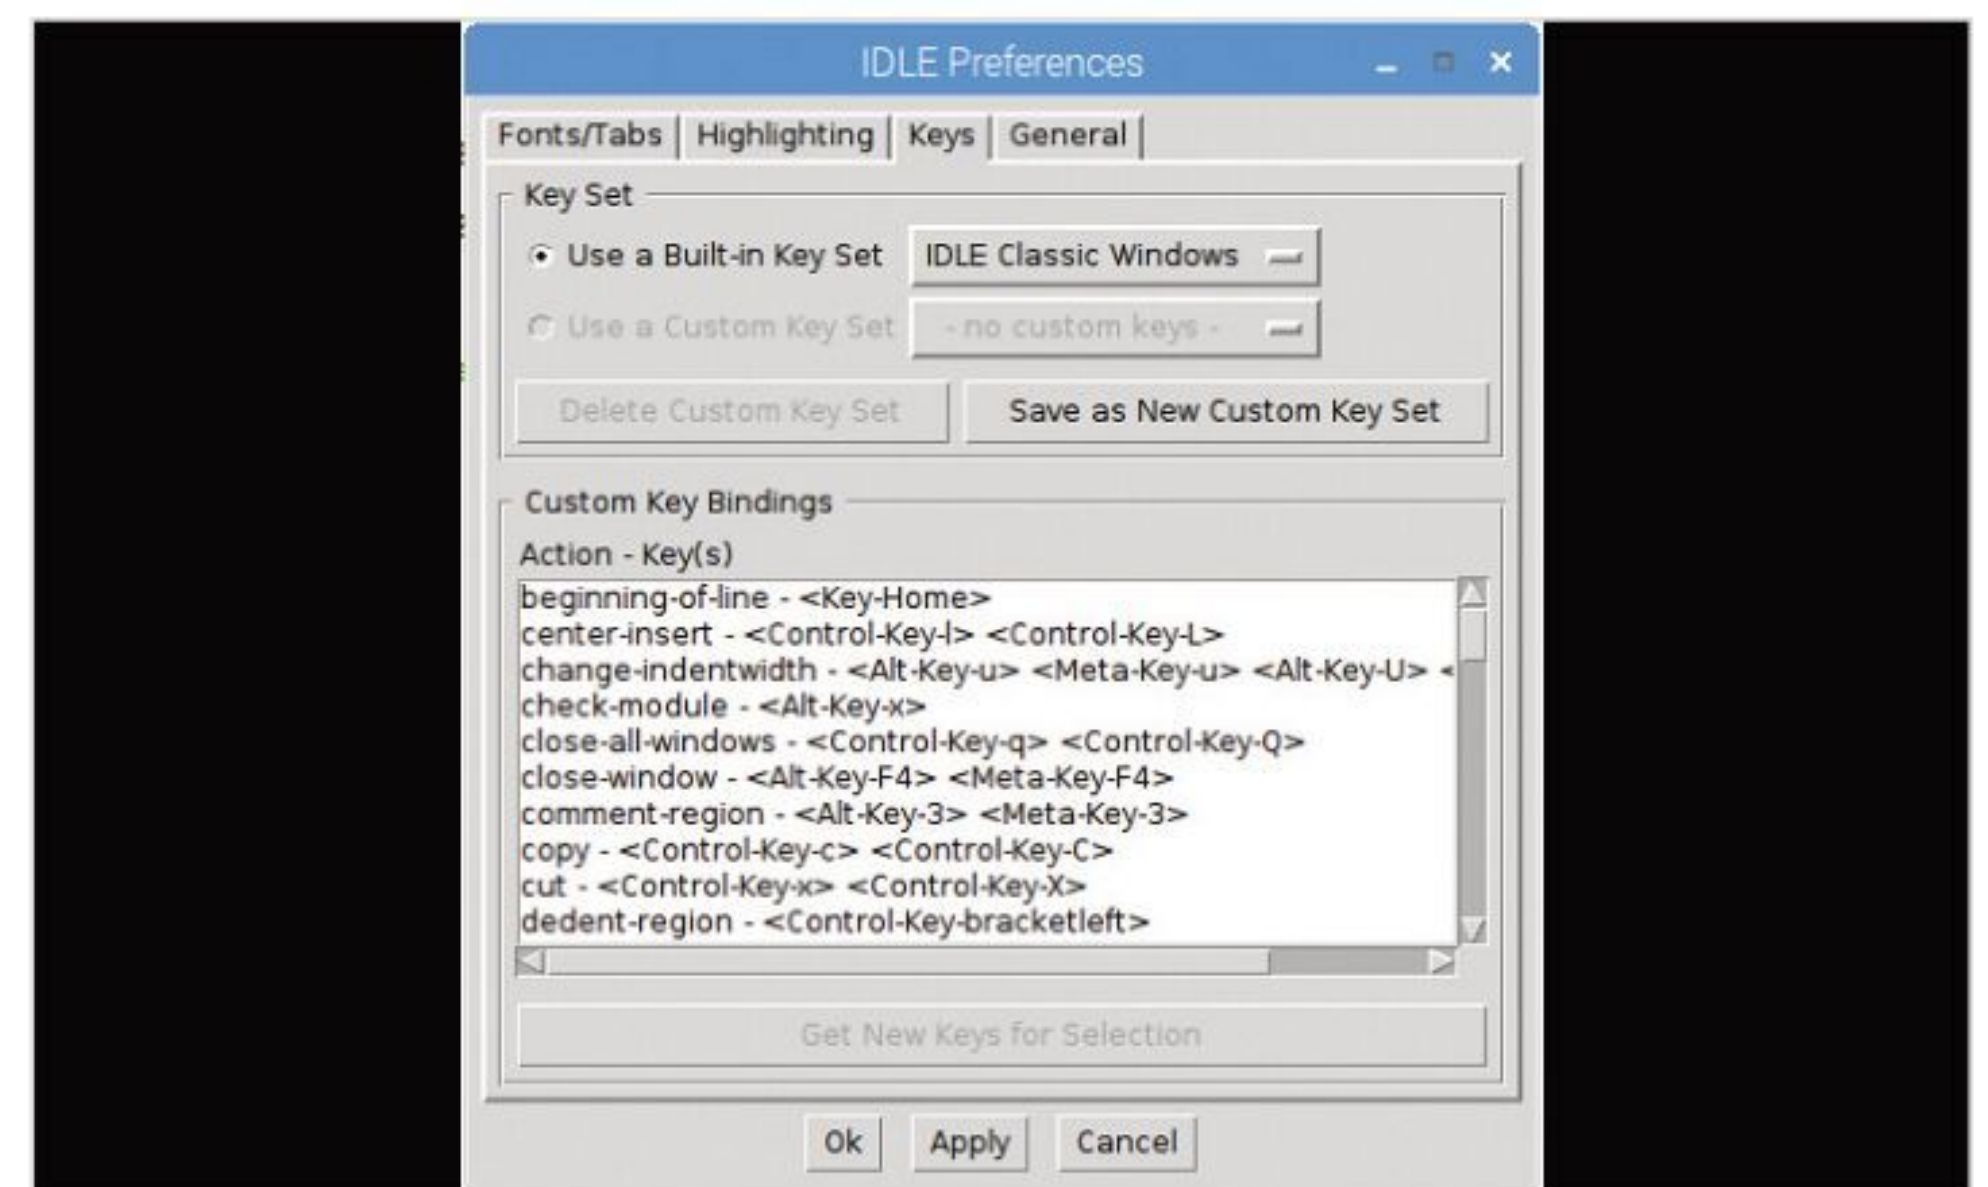 IDLE Preferences
Fonts/Tabs Highlighting Keys General
Key Set
Use a Built-in Key Set IDLE Classic Windows
Use a Custom Key Set - no custom keys -
Delete Custom Key Set Save as New Custom Key Set
Custom Key Bindings
Action - Key(s)
beginning-of-line - <Key-Home>
center-insert - <Control-Key-l> <Control-Key-L>
change-indentwidth - <Alt-Key-u> <Meta-Key-u> <Alt-Key-U> <
check-module - <Alt-Key-x>
close-all-windows - <Control-Key-q> <Control-Key-Q>
close-window - <Alt-Key-F4> <Meta-Key-F4>
comment-region - <Alt-Key-3> <Meta-Key-3>
copy - <Control-Key-c> <Control-Key-C>
cut - <Control-Key-x> <Control-Key-X>
dedent-region - <Control-Key-bracketleft>
Get New Keys for Selection
Ok Apply Cancel